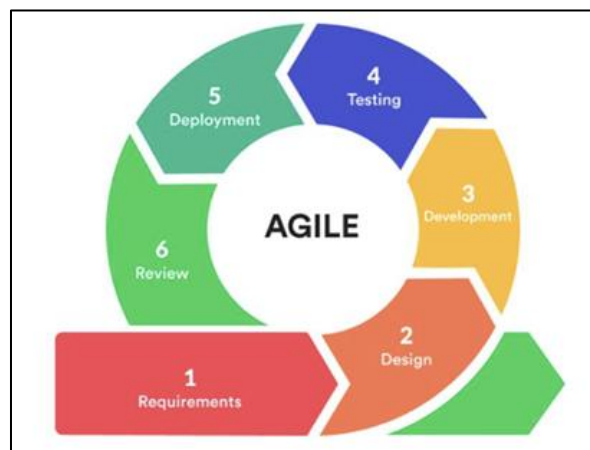 AGILE
1
Requirements
2
Design
3
Development
4
Testing
5
Deployment
6
Review